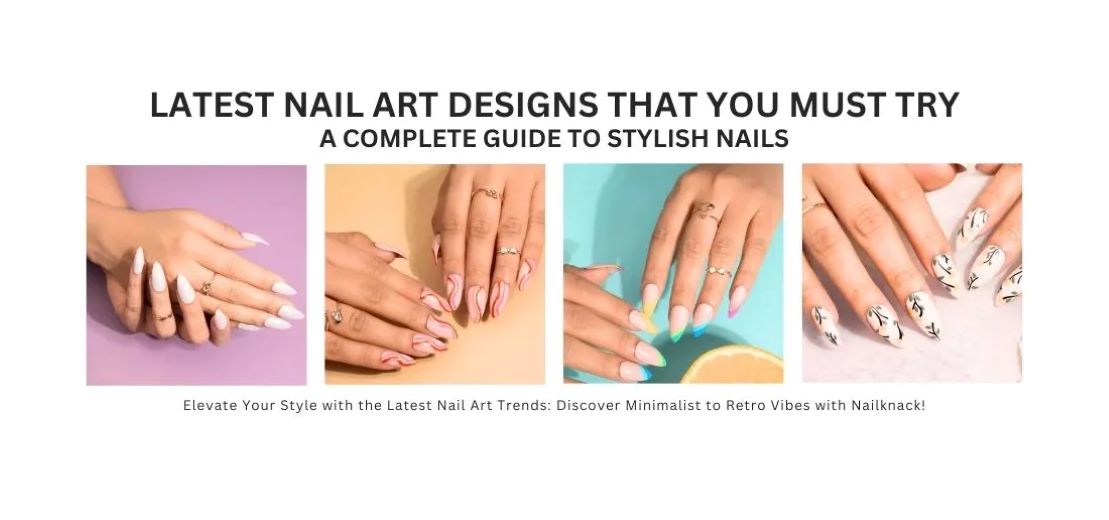 LATEST NAIL ART DESIGNS THAT YOU MUST TRY
A COMPLETE GUIDE TO STYLISH NAILS
Elevate Your Style with the Latest Nail Art Trends: Discover Minimalist to Retro Vibes with Nailknack!